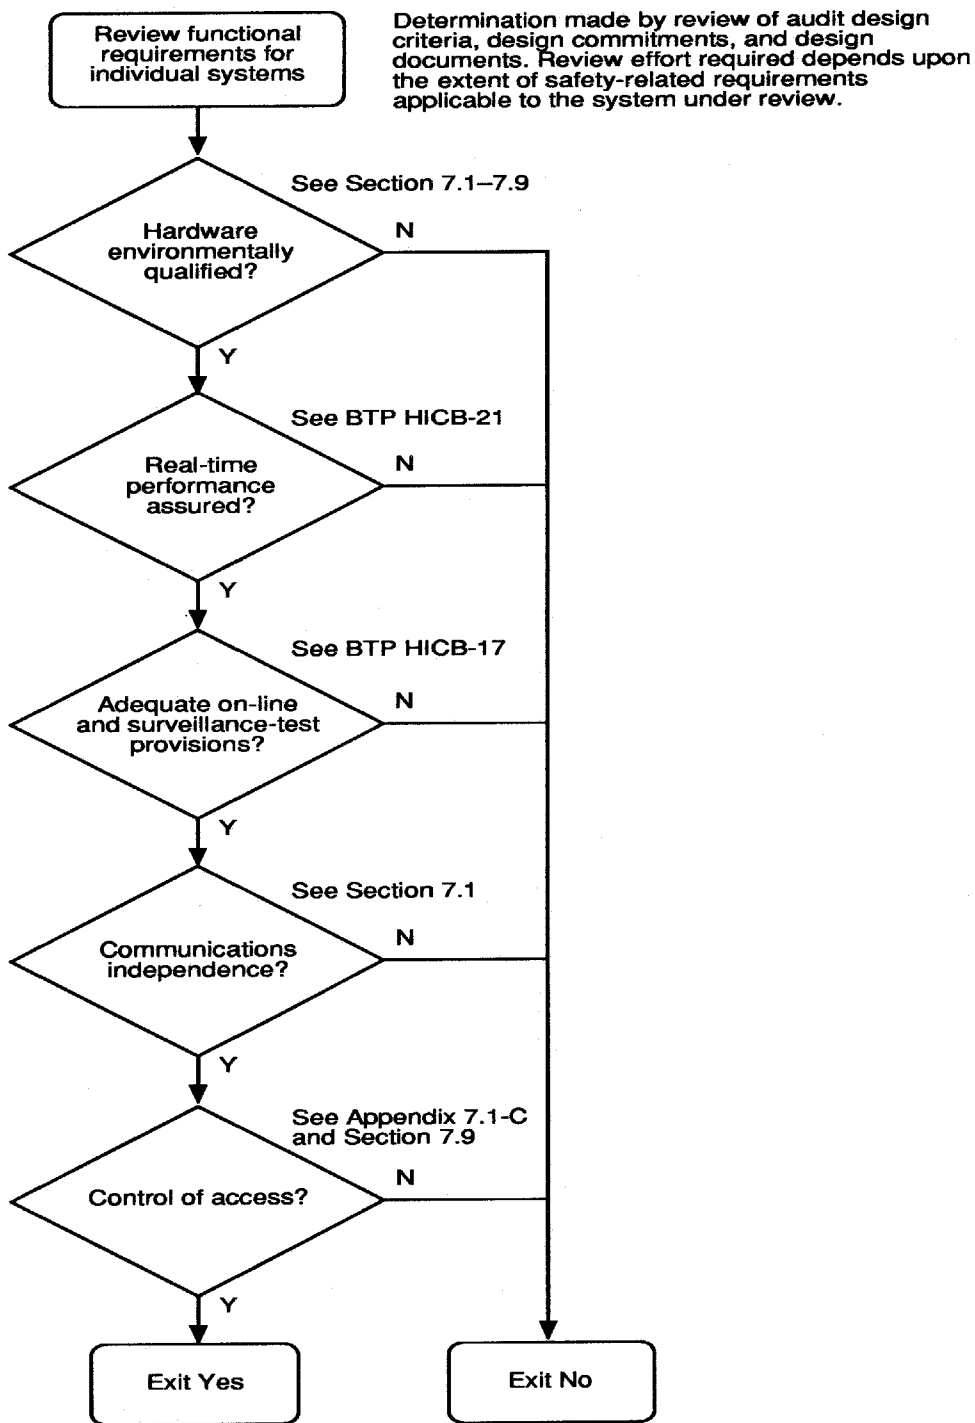 Review functional
requirements for
individual systems
Determination made by review of audit design
criteria, design commitments, and design
documents. Review effort required depends upon
the extent of safety-related requirements
applicable to the system under review.
See Section 7.1–7.9
Hardware
environmentally
qualified?
N
Y
See BTP HICB-21
Real-time
performance
assured?
N
Y
See BTP HICB-17
Adequate on-line
and surveillance-test
provisions?
N
Y
See Section 7.1
Communications
independence?
N
Y
See Appendix 7.1-C
and Section 7.9
Control of access?
N
Y
Exit Yes
Exit No